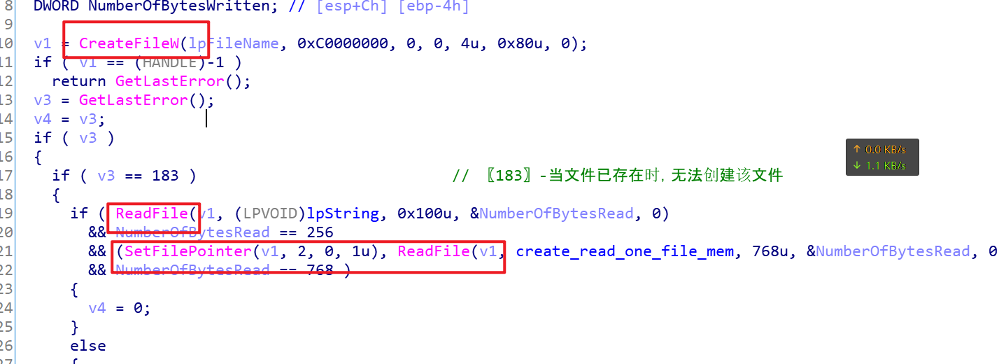 8 DWORD NumberOfBytesWritten; // [esp+Ch] [ebp-4h]
9
10 v1 = CreateFileW(lpFileName, 0xC0000000, 0, 0, 4u, 0x80u, 0);
11 if ( v1 == (HANDLE)-1 )
12 return GetLastError();
13 v3 = GetLastError();
14 v4 = v3;
15 if ( v3 )
16 {
↑ 0.0 KB/s
↓ 1.1 KB/s
17 if ( v3 == 183 ) // 〖183〗-当文件已存在时, 无法创建该文件
18 {
19 if ( ReadFile(v1, (LPVOID)lpString, 0x100u, &NumberOfBytesRead, 0)
20 && NumberOfBytesRead == 256
21 && (SetFilePointer(v1, 2, 0, 1u), ReadFile(v1, create_read_one_file_mem, 768u, &NumberOfBytesRead, 0
22 && NumberOfBytesRead == 768 )
23 {
24 v4 = 0;
25 }
26 else
27 {